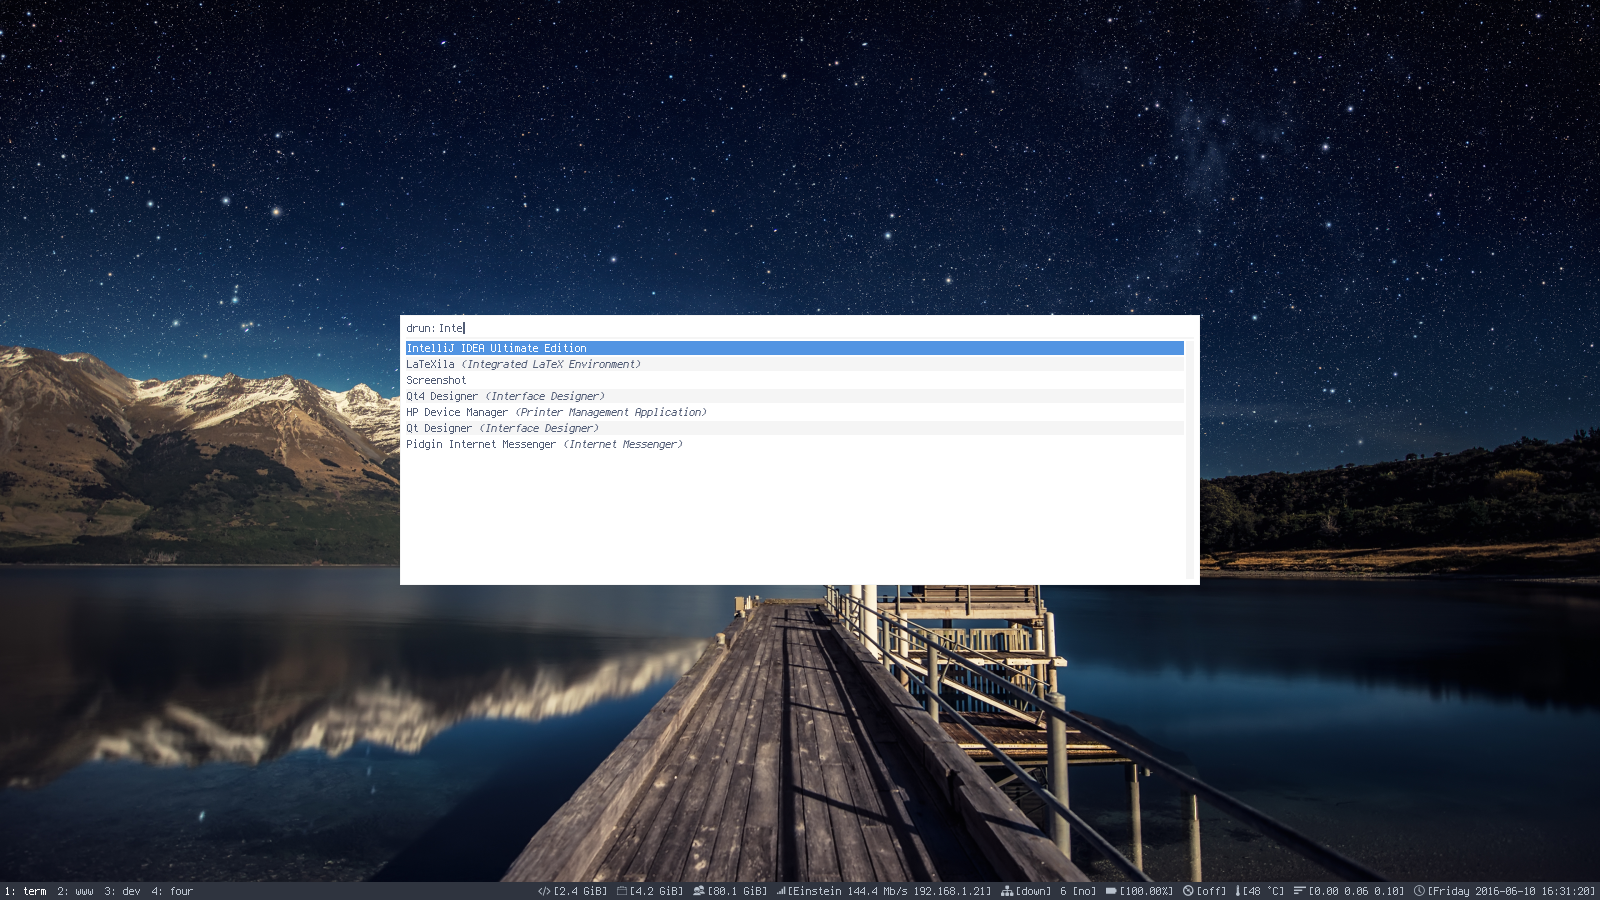 drun: Inte
IntelliJ IDEA Ultimate Edition
LaTeXila (Integrated LaTeX Environment)
Screenshot
Qt4 Designer (Interface Designer)
HP Device Manager (Printer Management Application)
Qt Designer (Interface Designer)
Pidgin Internet Messenger (Internet Messenger)
1: term 2: www 3: dev 4: four [2.4 GiB] [4.2 GiB] [80.1 GiB] [Einstein 144.4 Mb/s 192.168.1.21] [down] 6 [no] [100.00%] [off] [48 °C] [0.00 0.06 0.10] [Friday 2016-06-10 16:31:20]